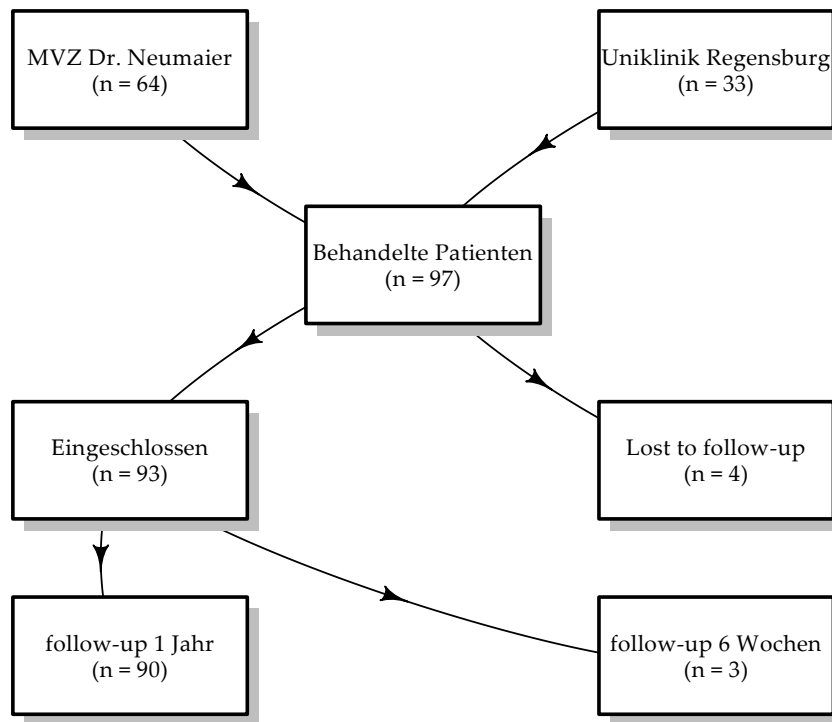 MVZ Dr. Neumaier
(n = 64)
Uniklinik Regensburg
(n = 33)
Behandelte Patienten
(n = 97)
Eingeschlossen
(n = 93)
Lost to follow-up
(n = 4)
follow-up 1 Jahr
(n = 90)
follow-up 6 Wochen
(n = 3)